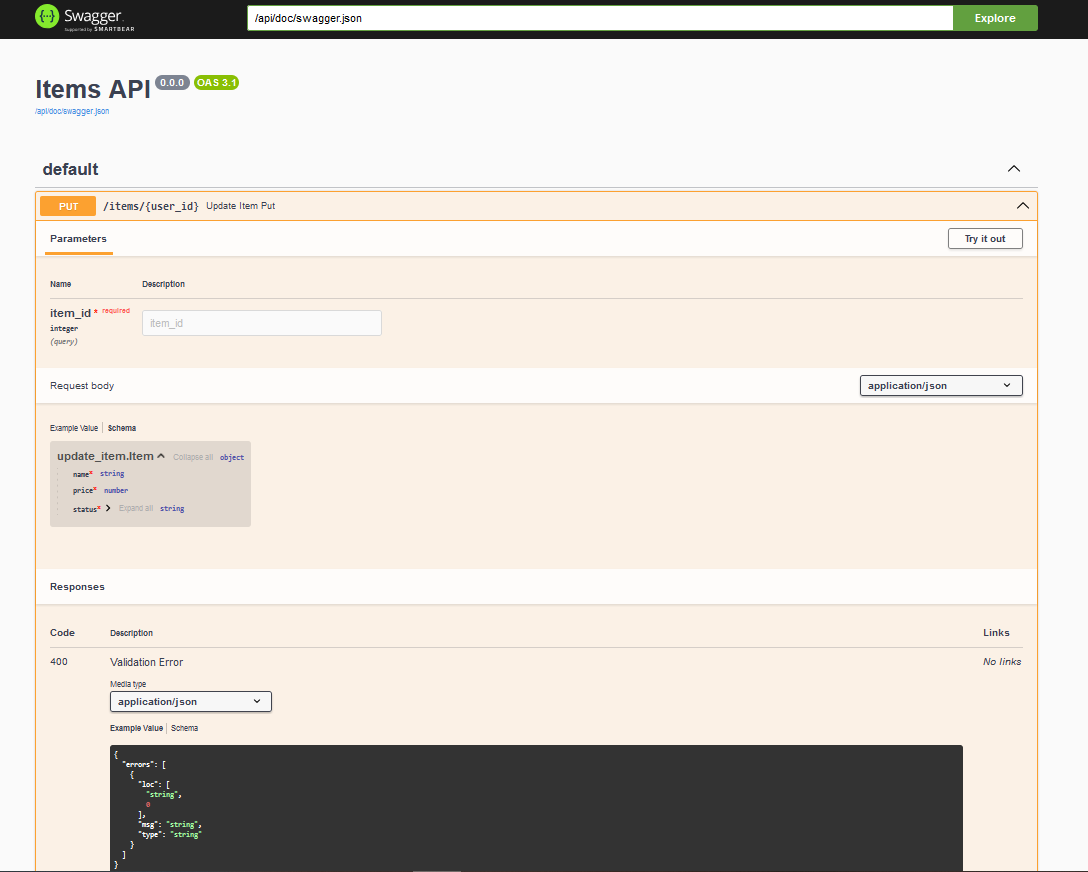 Swagger.
Supported by SMARTBEAR
/api/doc/swagger.json
Explore
Items API 0.0.0 OAS 3.1
/api/doc/swagger.json
default
PUT /items/{user_id} Update Item Put
Parameters
Try it out
Name Description
item_id * required
integer
(query)
item_id
Request body
application/json
Example Value Schema
update_item.Item Collapse all object
name* string
price* number
status* Expand all string
Responses
Code Description Links
400 Validation Error No links
Media type
application/json
Example Value Schema
{
  "errors": [
    {
      "loc": [
        "string",
        0
      ],
      "msg": "string",
      "type": "string"
    }
  ]
}